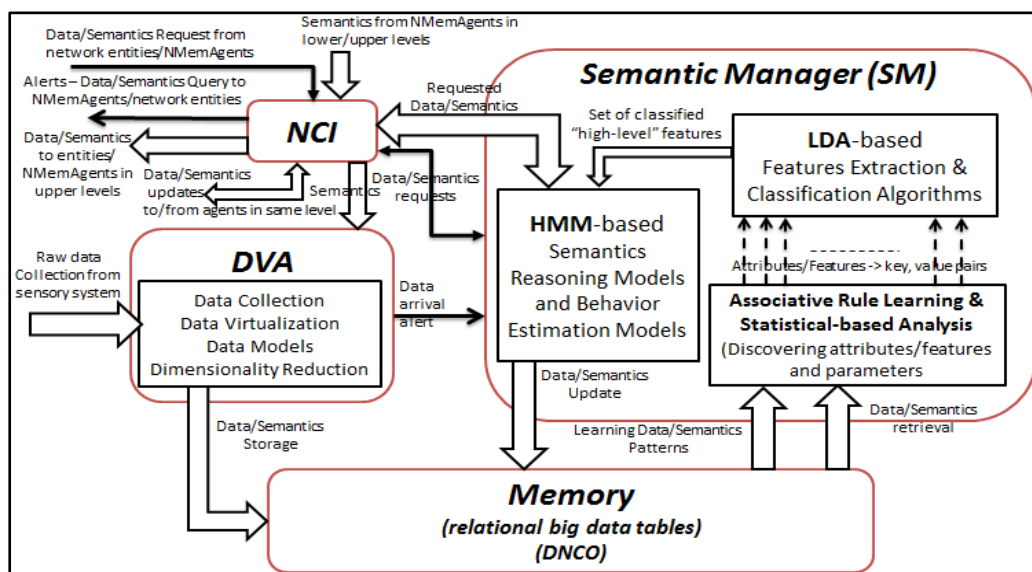 Data/Semantics Request from
network entities/NMemAgents
Semantics from NMemAgents in
lower/upper levels
Alerts – Data/Semantics Query to
NMemAgents/network entities
NCI
Data/Semantics
to entities/
NMemAgents in
upper levels
Data/Semantics
updates
to/from agents in same level
Semantics
Requested
Data/Semantics
Data/Semantics
requests
Semantic Manager (SM)
Set of classified
“high-level” features
LDA-based
Features Extraction &
Classification Algorithms
HMM-based
Semantics
Reasoning Models
and Behavior
Estimation Models
Attributes/Features -> key, value pairs
Associative Rule Learning &
Statistical-based Analysis
(Discovering attributes/features
and parameters
Raw data
Collection from
sensory system
DVA
Data Collection
Data Virtualization
Data Models
Dimensionality Reduction
Data
arrival
alert
Data/Semantics
Storage
Data/Semantics
Update
Learning Data/Semantics
Patterns
Data/Semantics
retrieval
Memory
(relational big data tables)
(DNCO)